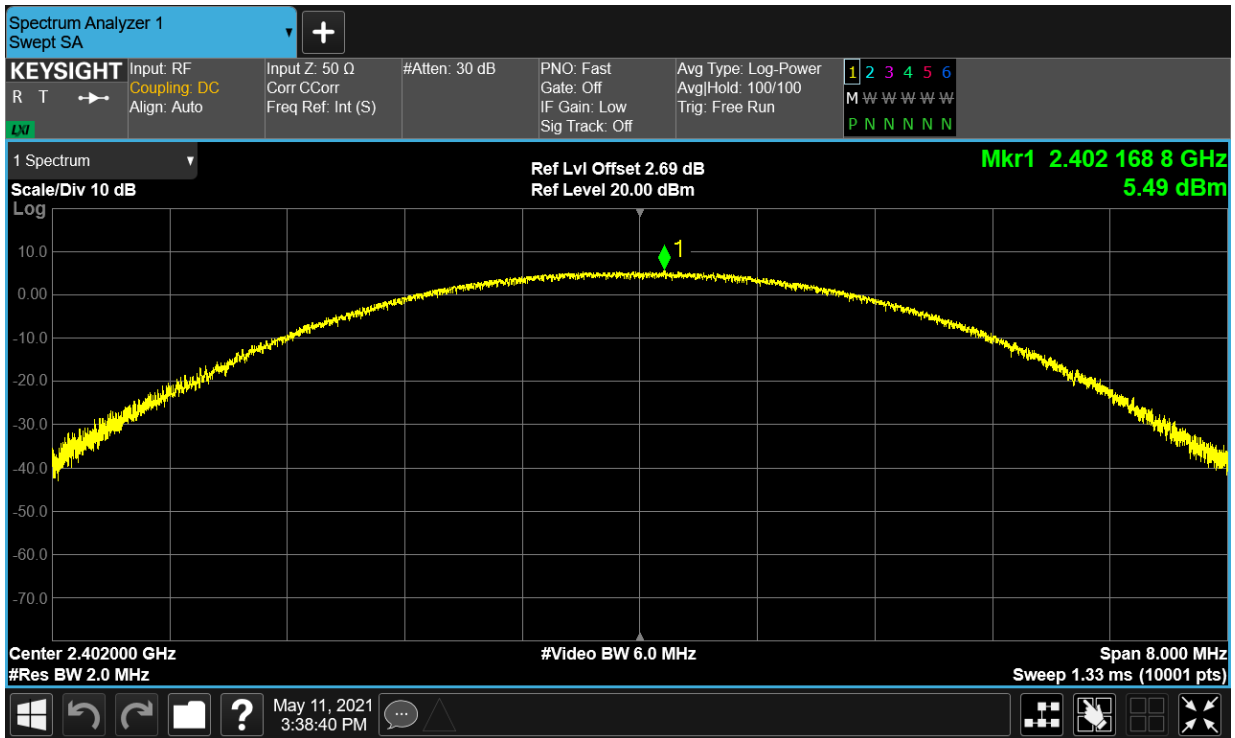 Spectrum Analyzer 1
Swept SA
+
KEYSIGHT
R T
LXI
Input: RF
Coupling: DC
Align: Auto
Input Z: 50 Ω
Corr CCorr
Freq Ref: Int (S)
#Atten: 30 dB
PNO: Fast
Gate: Off
IF Gain: Low
Sig Track: Off
Avg Type: Log-Power
Avg|Hold: 100/100
Trig: Free Run
1 2 3 4 5 6
M W W W W W
P N N N N N
1 Spectrum
Scale/Div 10 dB
Log
Ref Lvl Offset 2.69 dB
Ref Level 20.00 dBm
Mkr1 2.402 168 8 GHz
5.49 dBm
1
10.0
0.00
-10.0
-20.0
-30.0
-40.0
-50.0
-60.0
-70.0
Center 2.402000 GHz
#Video BW 6.0 MHz
Span 8.000 MHz
#Res BW 2.0 MHz
Sweep 1.33 ms (10001 pts)
?
May 11, 2021
3:38:40 PM